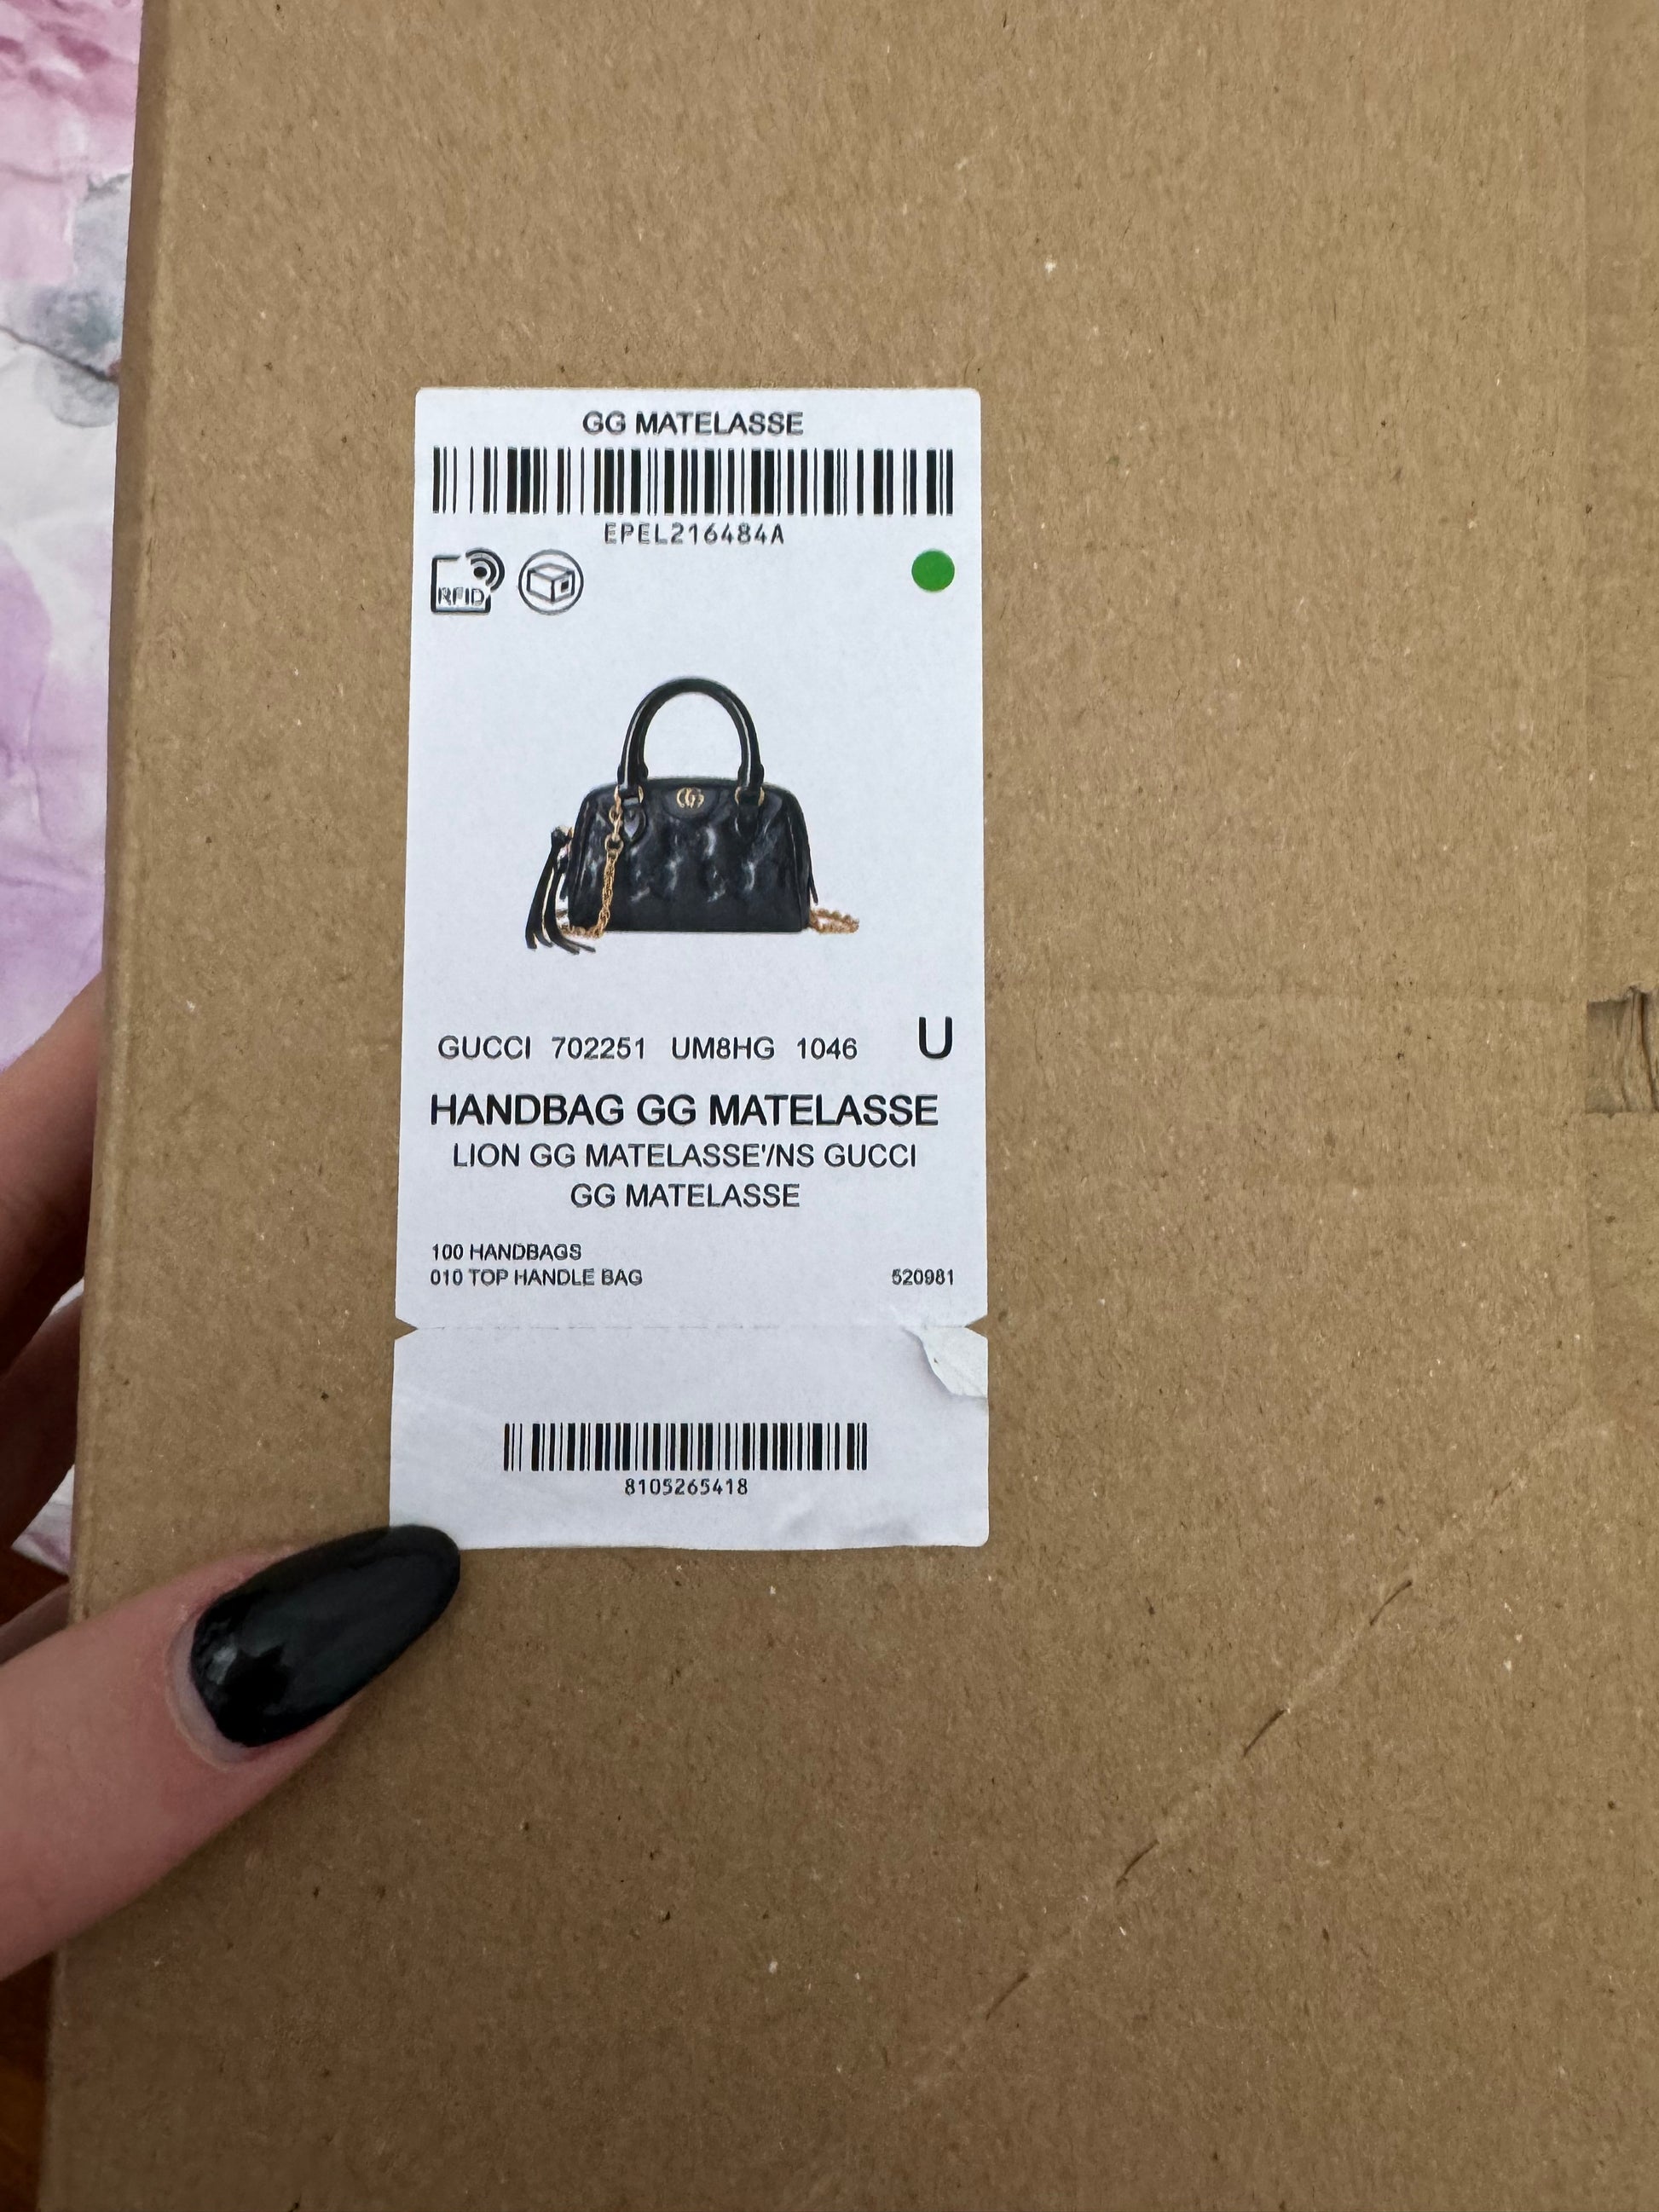 GG MATELASSE
EPEL216484A
RFID
GUCCI 702251 UM8HG 1046 U
HANDBAG GG MATELASSE
LION GG MATELASSE'/NS GUCCI
GG MATELASSE
100 HANDBAGS
010 TOP HANDLE BAG 520981
8105265418